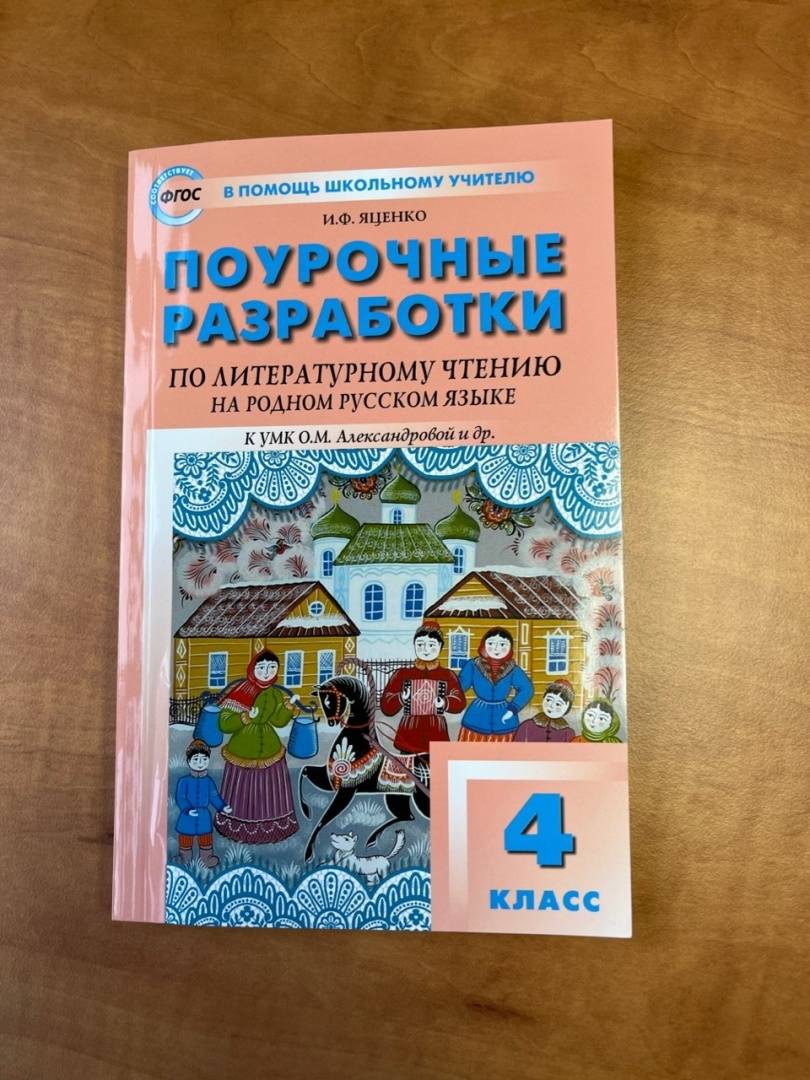 СООТВЕТСТВУЕТ
ФГОС
В ПОМОЩЬ ШКОЛЬНОМУ УЧИТЕЛЮ
И.Ф. ЯЦЕНКО
ПОУРОЧНЫЕ
РАЗРАБОТКИ
ПО ЛИТЕРАТУРНОМУ ЧТЕНИЮ
НА РОДНОМ РУССКОМ ЯЗЫКЕ
К УМК О.М. Александровой и др.
4
КЛАСС